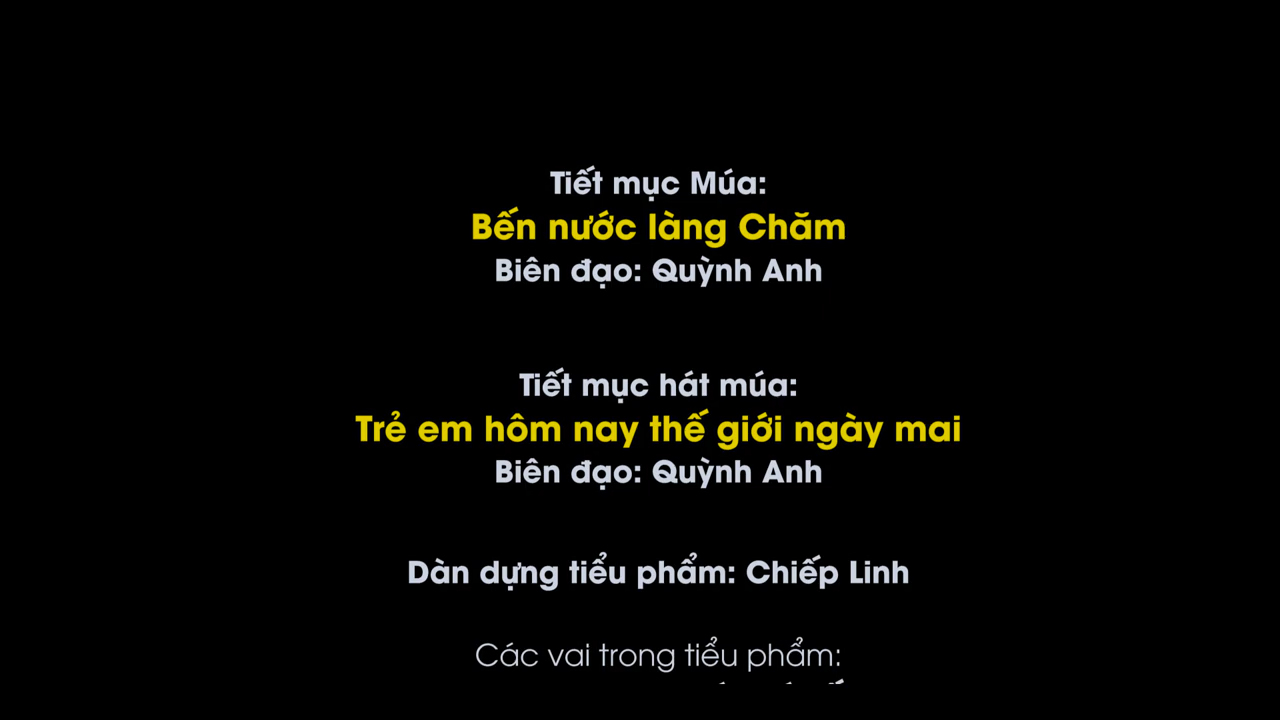 Tiết mục Múa:
Bến nước làng Chăm
Biên đạo: Quỳnh Anh
Tiết mục hát múa:
Trẻ em hôm nay thế giới ngày mai
Biên đạo: Quỳnh Anh
Dàn dựng tiểu phẩm: Chiếp Linh
Các vai trong tiểu phẩm: